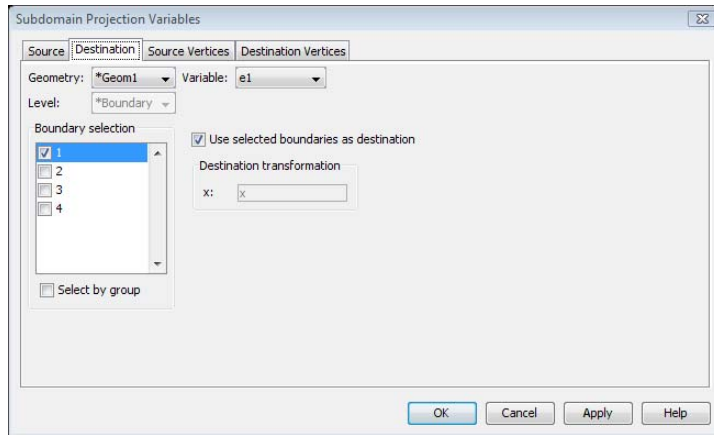 Subdomain Projection Variables
Source Destination Source Vertices Destination Vertices
Geometry: *Geom1 Variable: e1
Level: *Boundary
Boundary selection
1
2
3
4
Select by group
Use selected boundaries as destination
Destination transformation
x: x
OK Cancel Apply Help